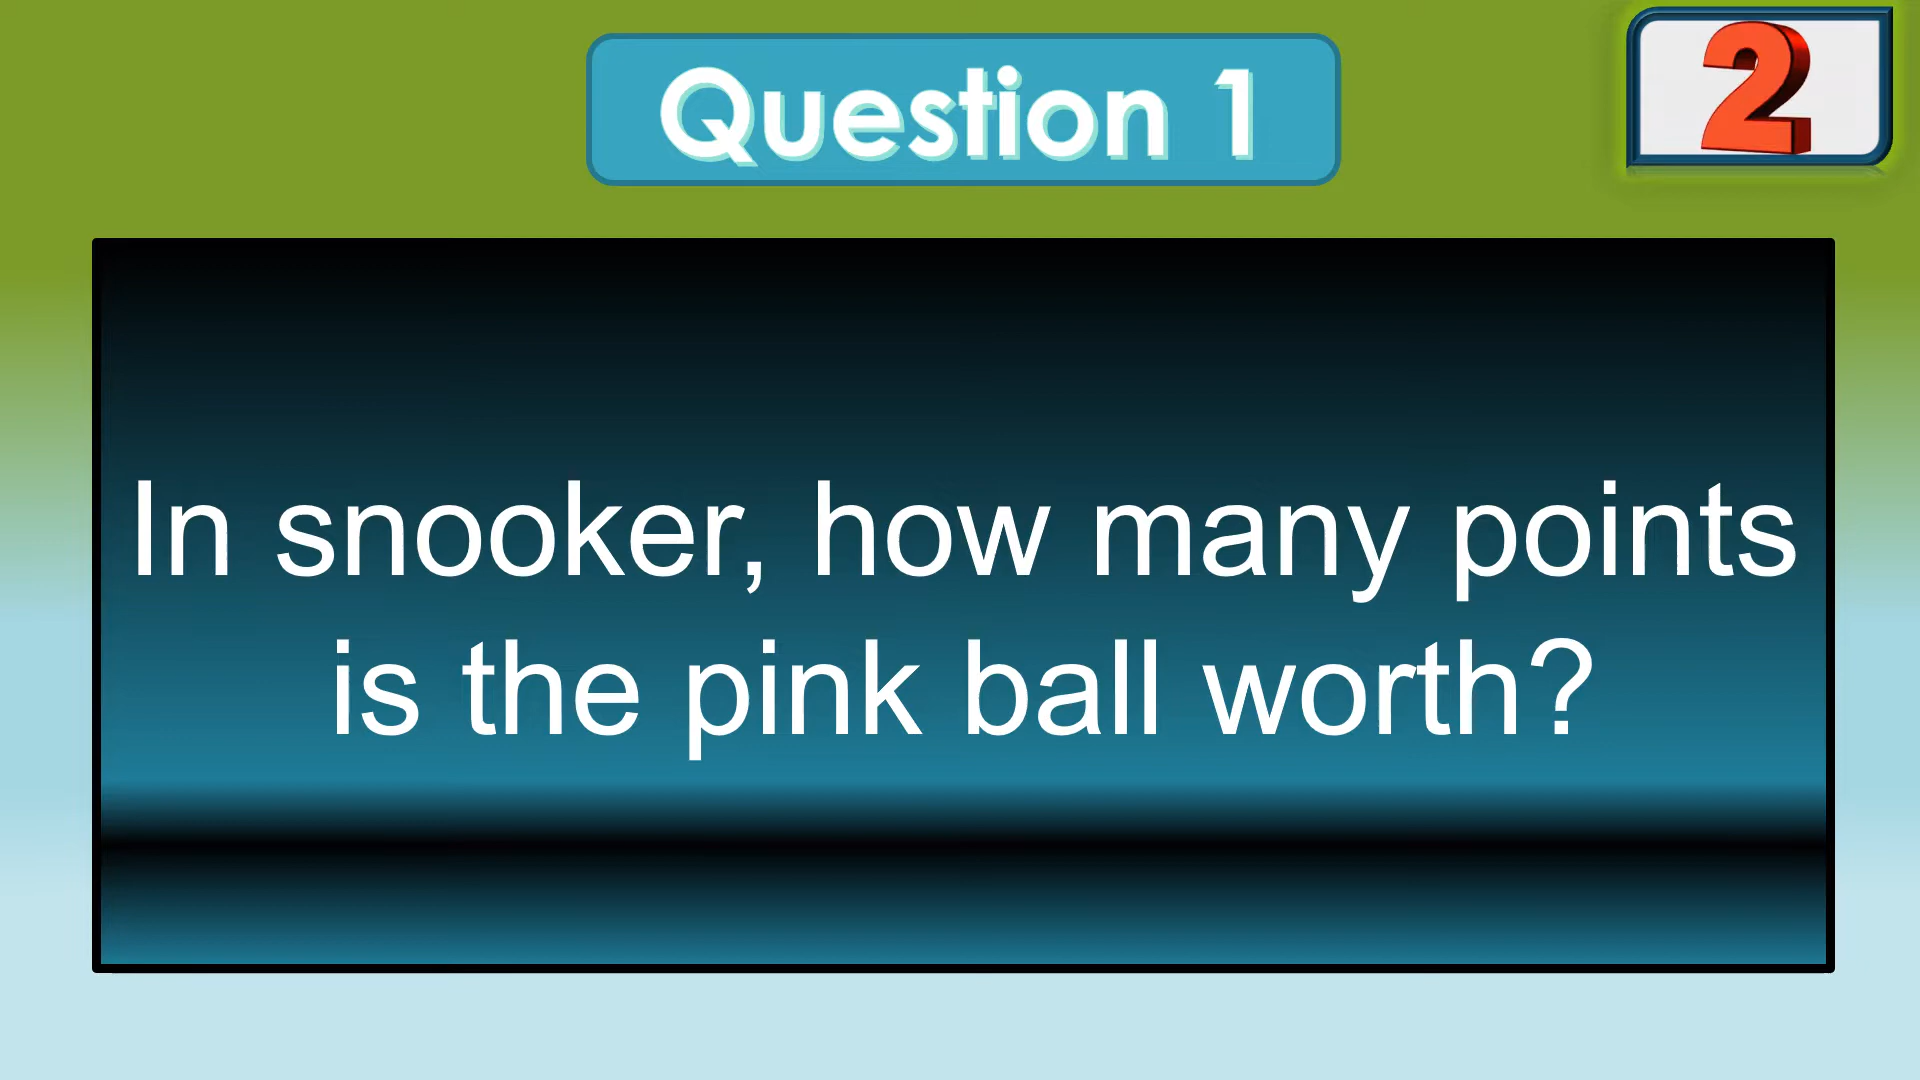 Question 1
2
In snooker, how many points
is the pink ball worth?